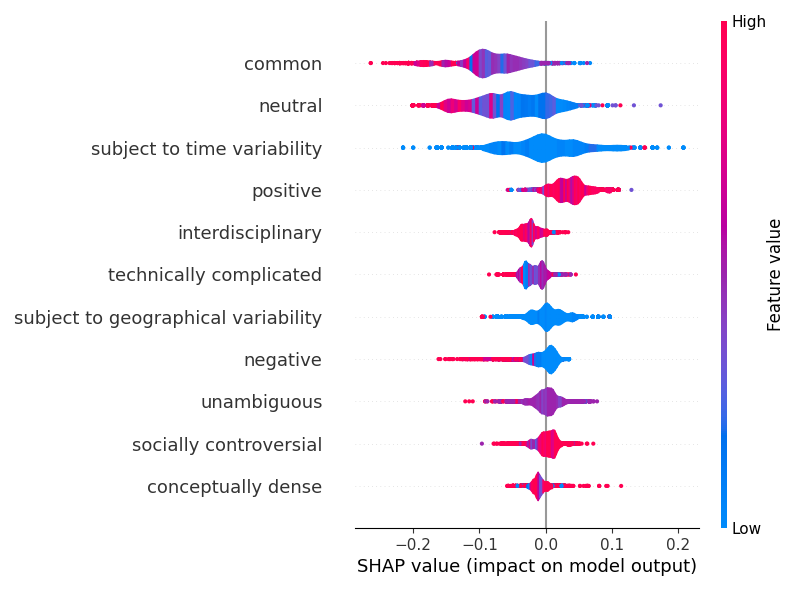 High
common
neutral
subject to time variability
positive
interdisciplinary
technically complicated
subject to geographical variability
negative
unambiguous
socially controversial
conceptually dense
Feature value
Low
−0.2 −0.1 0.0 0.1 0.2
SHAP value (impact on model output)